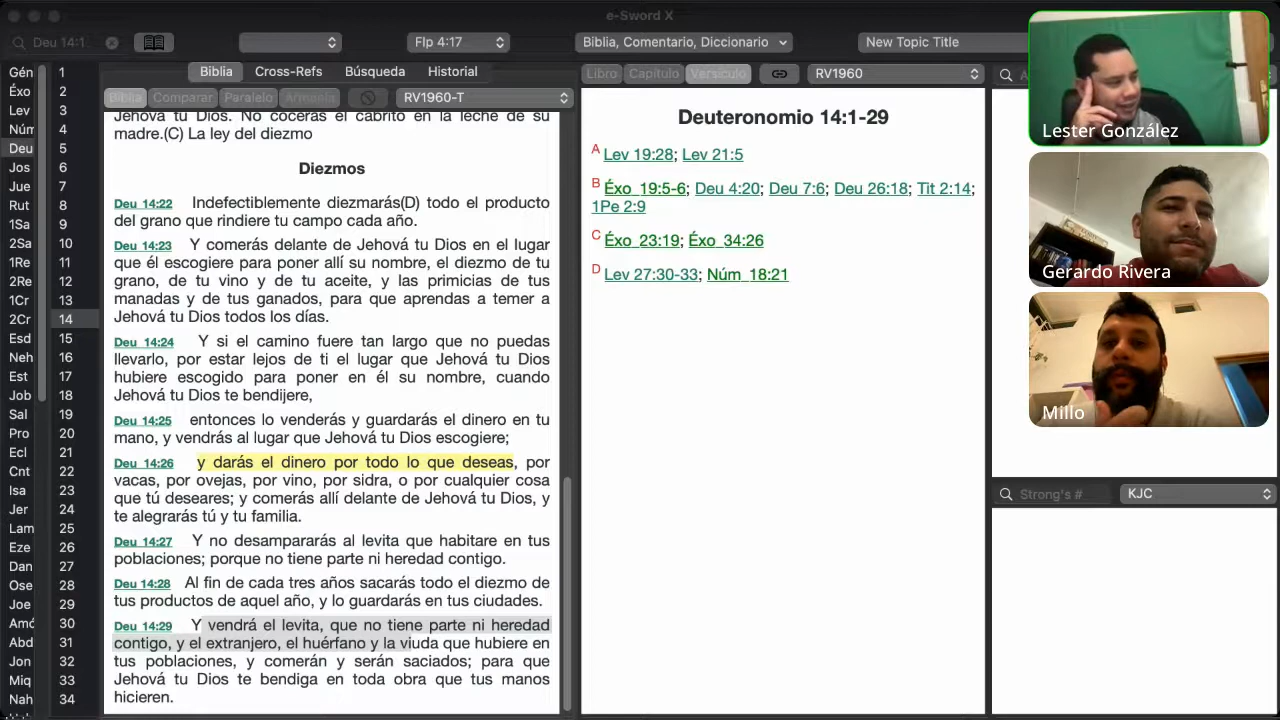 e-Sword X
Deu 14:1
Flp 4:17
Biblia, Comentario, Diccionario
New Topic Title
Biblia
Cross-Refs
Búsqueda
Historial
Biblia
Comparar
Paralelo
Armonía
RV1960-T
Libro
Capítulo
Versículo
RV1960
Gén
Éxo
Lev
Núm
Deu
Jos
Jue
Rut
1Sa
2Sa
1Re
2Re
1Cr
2Cr
Esd
Neh
Est
Job
Sal
Pro
Ecl
Cnt
Isa
Jer
Lam
Eze
Dan
Ose
Joe
Amó
Abd
Jon
Miq
Nah
1
2
3
4
5
6
7
8
9
10
11
12
13
14
15
16
17
18
19
20
21
22
23
24
25
26
27
28
29
30
31
32
33
34
Jehová tu Dios. No cocerás el cabrito en la leche de su
madre.(C) La ley del diezmo
Diezmos
Deu 14:22 Indefectiblemente diezmarás(D) todo el producto
del grano que rindiere tu campo cada año.
Deu 14:23 Y comerás delante de Jehová tu Dios en el lugar
que él escogiere para poner allí su nombre, el diezmo de tu
grano, de tu vino y de tu aceite, y las primicias de tus
manadas y de tus ganados, para que aprendas a temer a
Jehová tu Dios todos los días.
Deu 14:24 Y si el camino fuere tan largo que no puedas
llevarlo, por estar lejos de ti el lugar que Jehová tu Dios
hubiere escogido para poner en él su nombre, cuando
Jehová tu Dios te bendijere,
Deu 14:25 entonces lo venderás y guardarás el dinero en tu
mano, y vendrás al lugar que Jehová tu Dios escogiere;
Deu 14:26 y darás el dinero por todo lo que deseas, por
vacas, por ovejas, por vino, por sidra, o por cualquier cosa
que tú deseares; y comerás allí delante de Jehová tu Dios, y
te alegrarás tú y tu familia.
Deu 14:27 Y no desampararás al levita que habitare en tus
poblaciones; porque no tiene parte ni heredad contigo.
Deu 14:28 Al fin de cada tres años sacarás todo el diezmo de
tus productos de aquel año, y lo guardarás en tus ciudades.
Deu 14:29 Y vendrá el levita, que no tiene parte ni heredad
contigo, y el extranjero, el huérfano y la viuda que hubiere en
tus poblaciones, y comerán y serán saciados; para que
Jehová tu Dios te bendiga en toda obra que tus manos
hicieren.
Deuteronomio 14:1-29
A Lev 19:28; Lev 21:5
B Éxo_19:5-6; Deu 4:20; Deu 7:6; Deu 26:18; Tit 2:14;
1Pe 2:9
C Éxo_23:19; Éxo_34:26
D Lev 27:30-33; Núm_18:21
Lester González
Gerardo Rivera
Millo
Strong's #
KJC